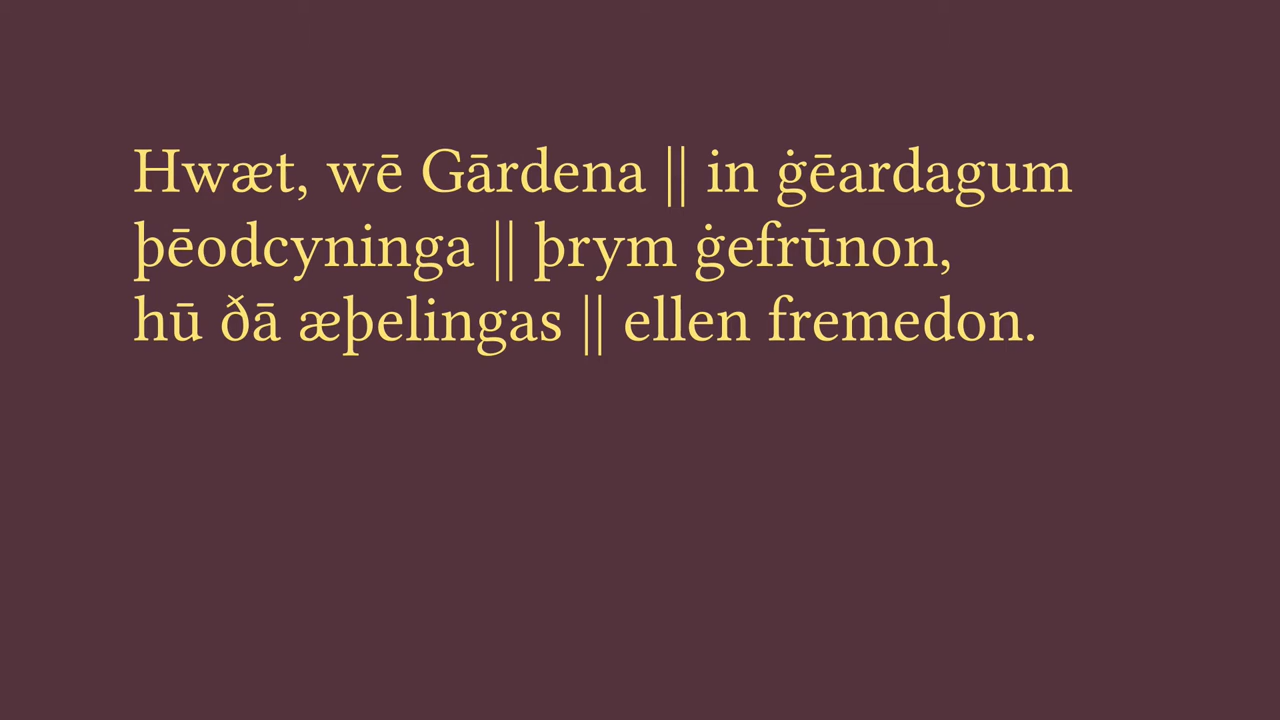 Hwæt, wē Gārdena || in ġēardagum
þēodcyninga || þrym ġefrūnon,
hū ðā æþelingas || ellen fremedon.